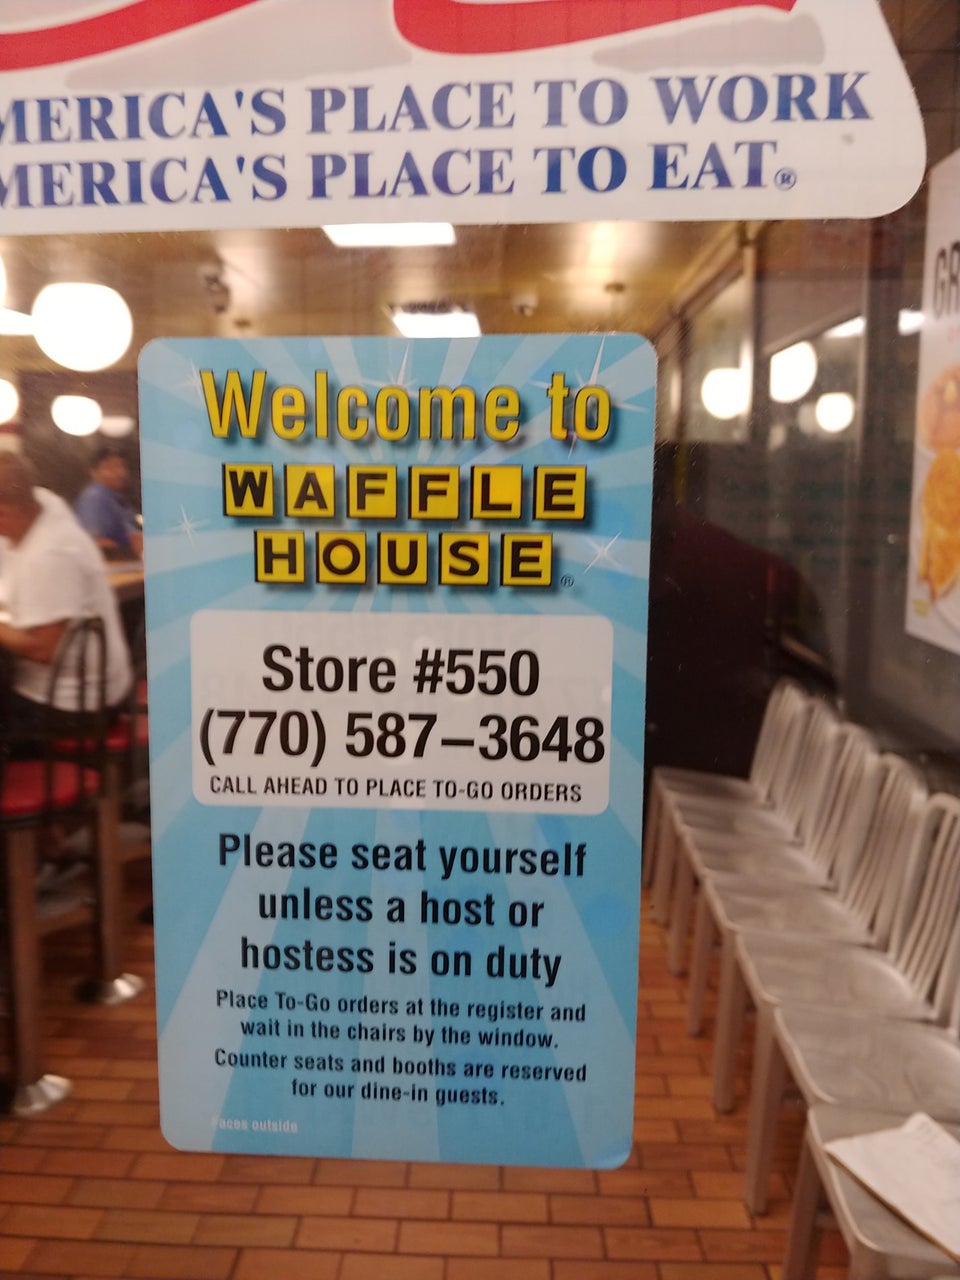 MERICA'S PLACE TO WORK
MERICA'S PLACE TO EAT®
Welcome to
WAFFLE
HOUSE®
Store #550
(770) 587–3648
CALL AHEAD TO PLACE TO-GO ORDERS
Please seat yourself
unless a host or
hostess is on duty
Place To-Go orders at the register and
wait in the chairs by the window.
Counter seats and booths are reserved
for our dine-in guests.
Faces outside
GR